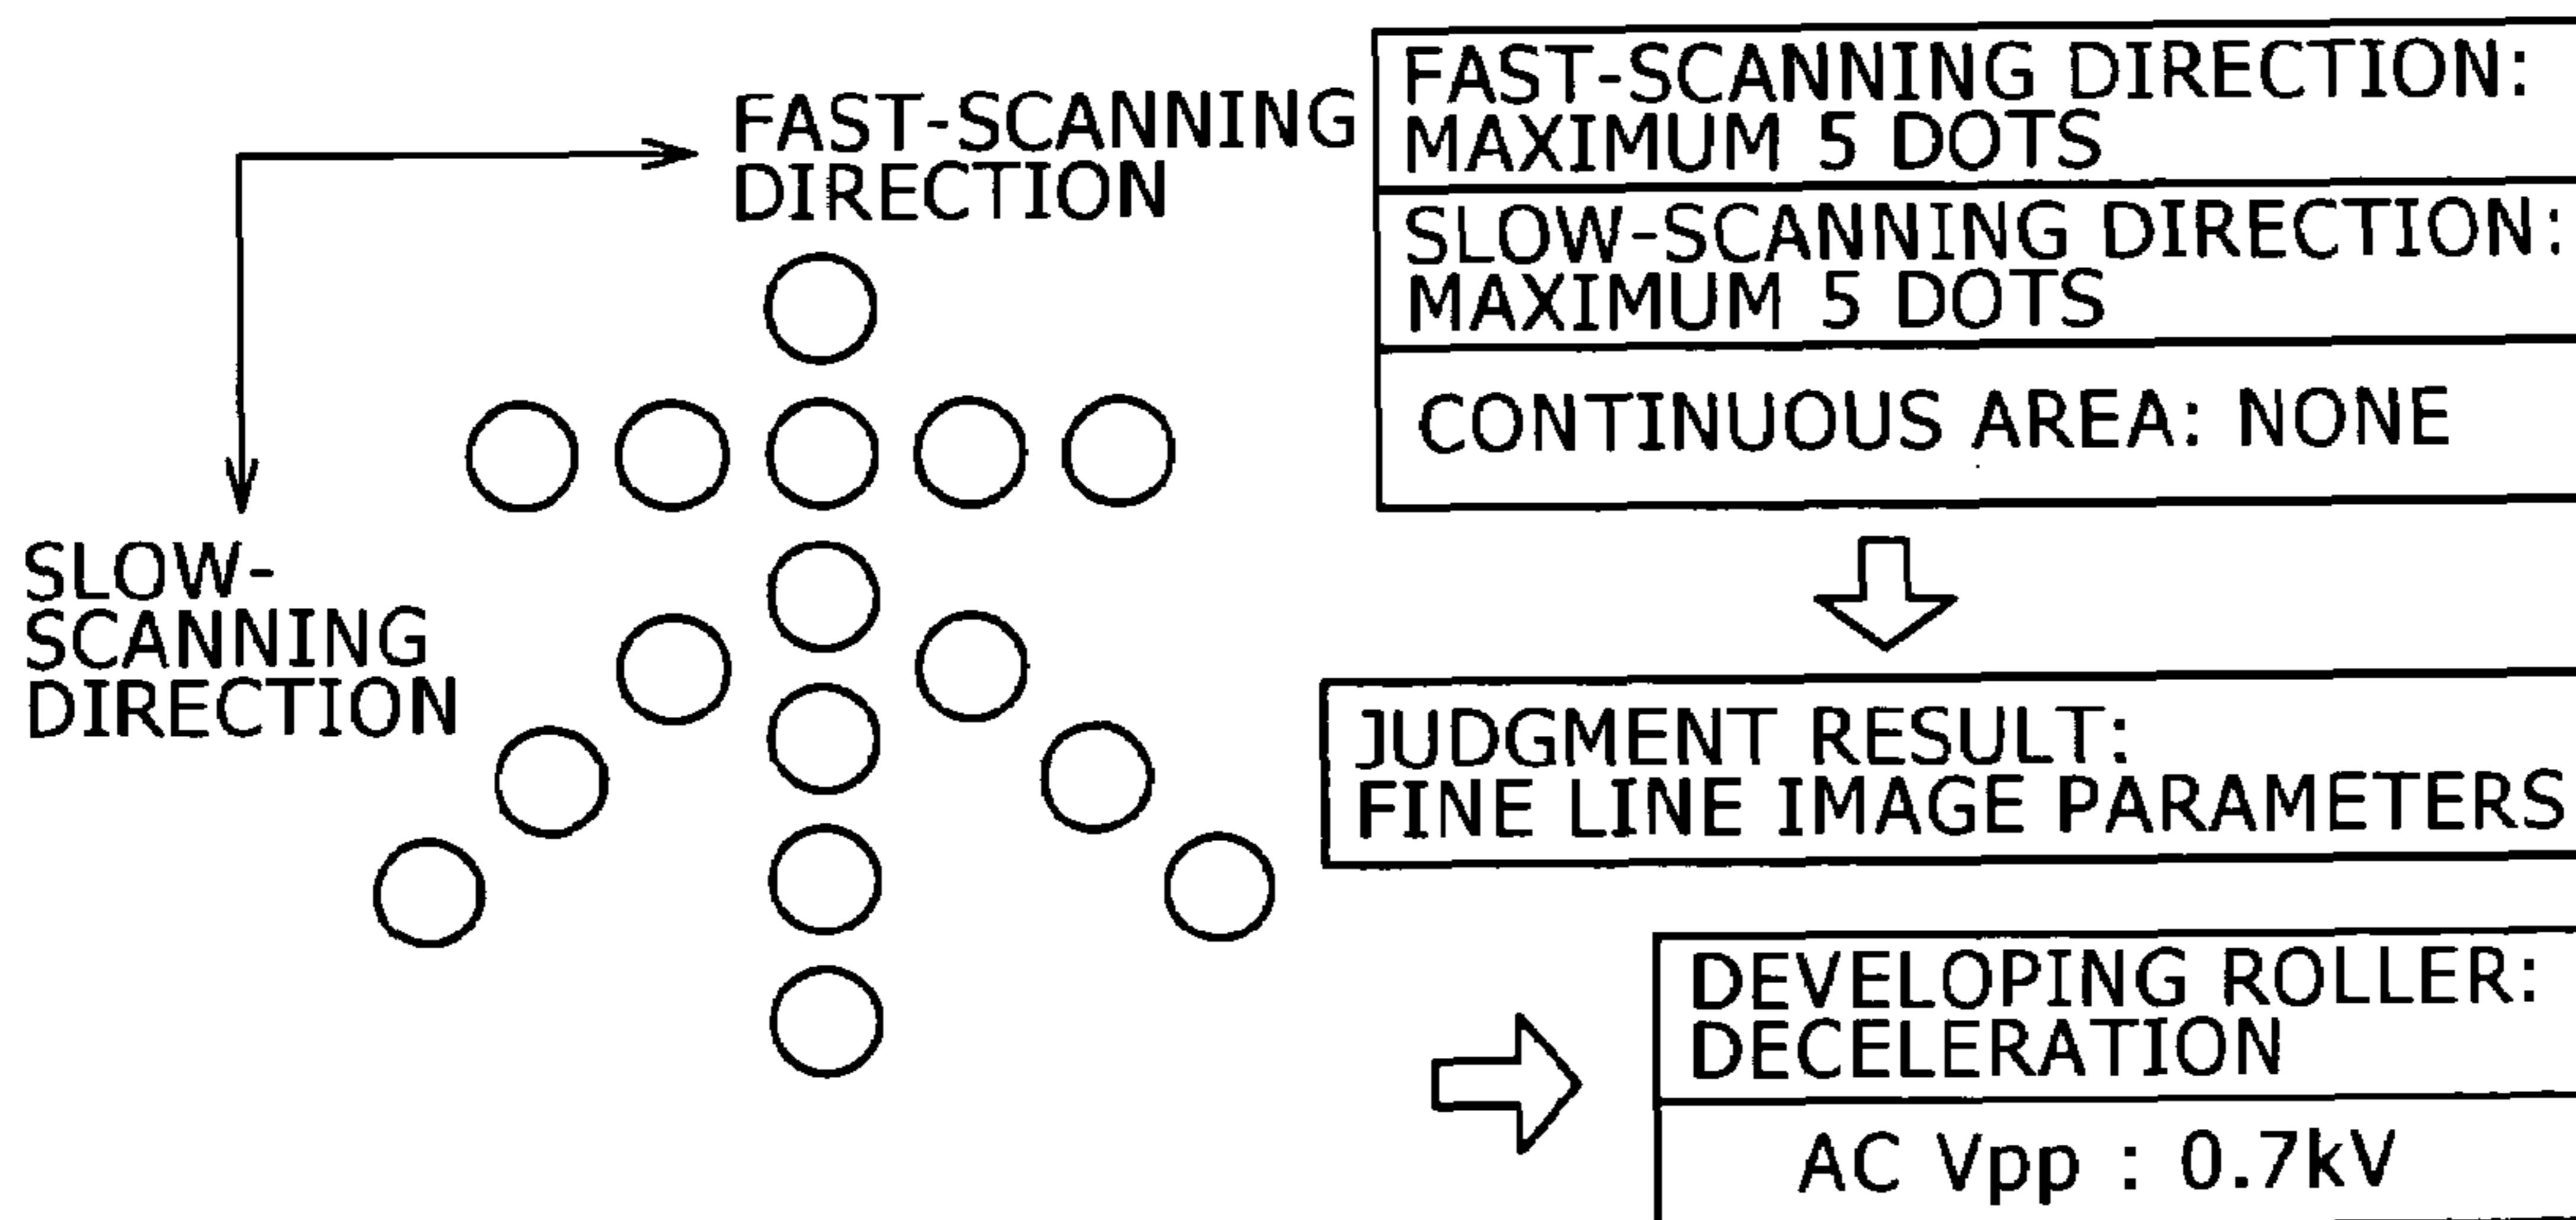 FAST-SCANNING
DIRECTION
SLOW-
SCANNING
DIRECTION
FAST-SCANNING DIRECTION:
MAXIMUM 5 DOTS
SLOW-SCANNING DIRECTION:
MAXIMUM 5 DOTS
CONTINUOUS AREA: NONE
JUDGMENT RESULT:
FINE LINE IMAGE PARAMETERS
DEVELOPING ROLLER:
DECELERATION
AC Vpp : 0.7kV